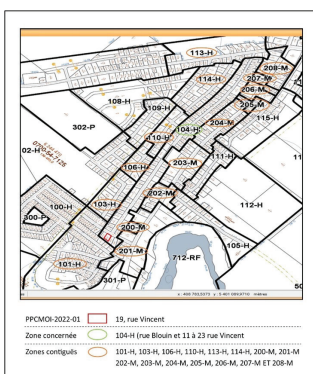 113-H
208-M
207-M
206-M
205-M
114-H
108-H
109-H
115-H
302-P
110-H
104-H
204-M
111-H
203-M
106-H
202-M
112-H
100-H
103-H
300-P
200-M
201-M
712-RF
105-H
101-H
301-P
PPCMOI-2022-01 19, rue Vincent
Zone concernée 104-H (rue Blouin et 11 à 23 rue Vincent
Zones contiguës 101-H, 103-H, 106-H, 110-H, 113-H, 114-H, 200-M, 201-M
202-M, 203-M, 204-M, 205-M, 206-M, 207-M ET 208-M